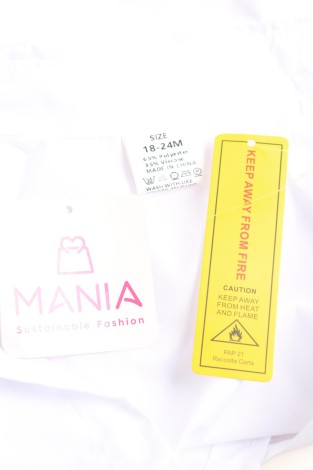 SIZE
18-24M
65% Polyester
35% Viscose
MADE IN CHINA
WASH WITH LIKE
MANIA
Sustaineable Fashion
KEEP AWAY FROM FIRE
CAUTION
KEEP AWAY
FROM HEAT
AND FLAME
PAP 21
Raccolta Carta